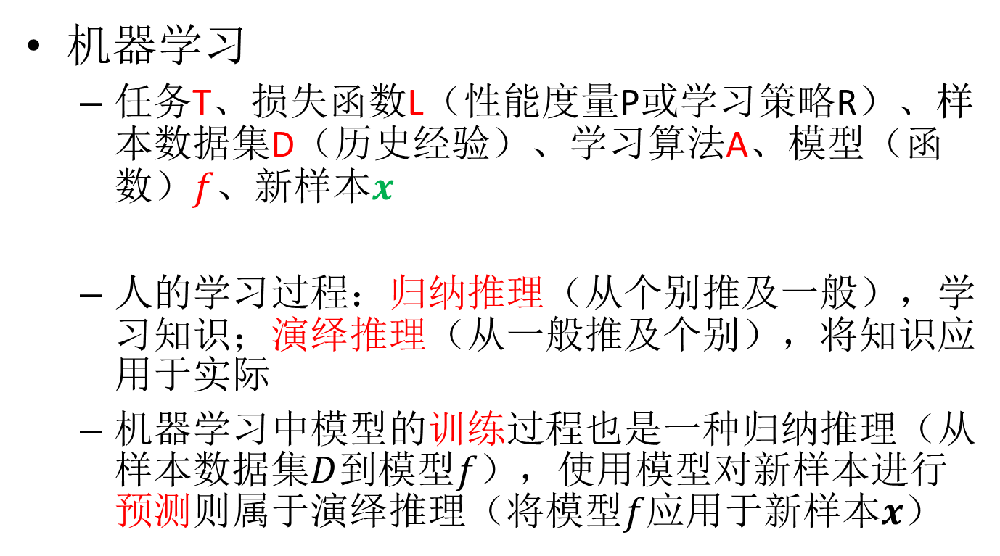 • 机器学习
– 任务T、损失函数L（性能度量P或学习策略R）、样
本数据集D（历史经验）、学习算法A、模型（函
数）f、新样本x
– 人的学习过程：归纳推理（从个别推及一般），学
习知识；演绎推理（从一般推及个别），将知识应
用于实际
– 机器学习中模型的训练过程也是一种归纳推理（从
样本数据集D到模型f），使用模型对新样本进行
预测则属于演绎推理（将模型f应用于新样本x）